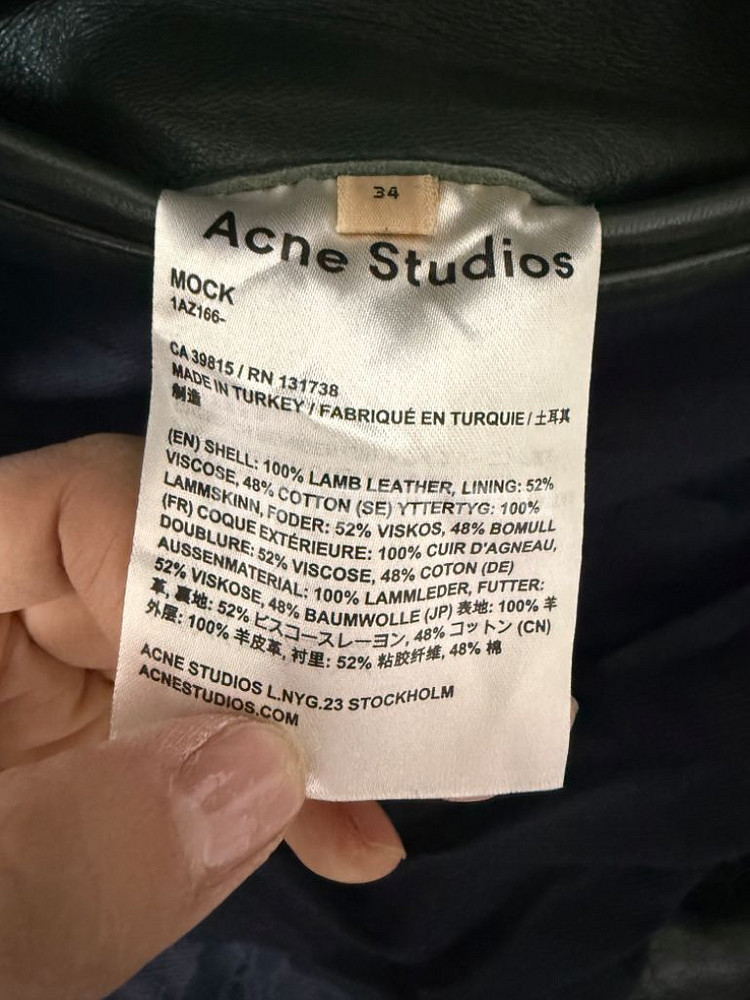 34
Acne Studios
MOCK
1AZ166-
CA 39815 / RN 131738
MADE IN TURKEY / FABRIQUÉ EN TURQUIE / 土耳其
制造
(EN) SHELL: 100% LAMB LEATHER, LINING: 52%
VISCOSE, 48% COTTON (SE) YTTERTYG: 100%
LAMMSKINN, FODER: 52% VISKOS, 48% BOMULL
(FR) COQUE EXTÉRIEURE: 100% CUIR D'AGNEAU,
DOUBLURE: 52% VISCOSE, 48% COTON (DE)
AUSSENMATERIAL: 100% LAMMLEDER, FUTTER:
52% VISKOSE, 48% BAUMWOLLE (JP) 表地: 100% 羊
革, 裏地: 52% ビスコースレーヨン, 48% コットン (CN)
外层: 100% 羊皮革, 衬里: 52% 粘胶纤维, 48% 棉
ACNE STUDIOS L.NYG.23 STOCKHOLM
ACNESTUDIOS.COM